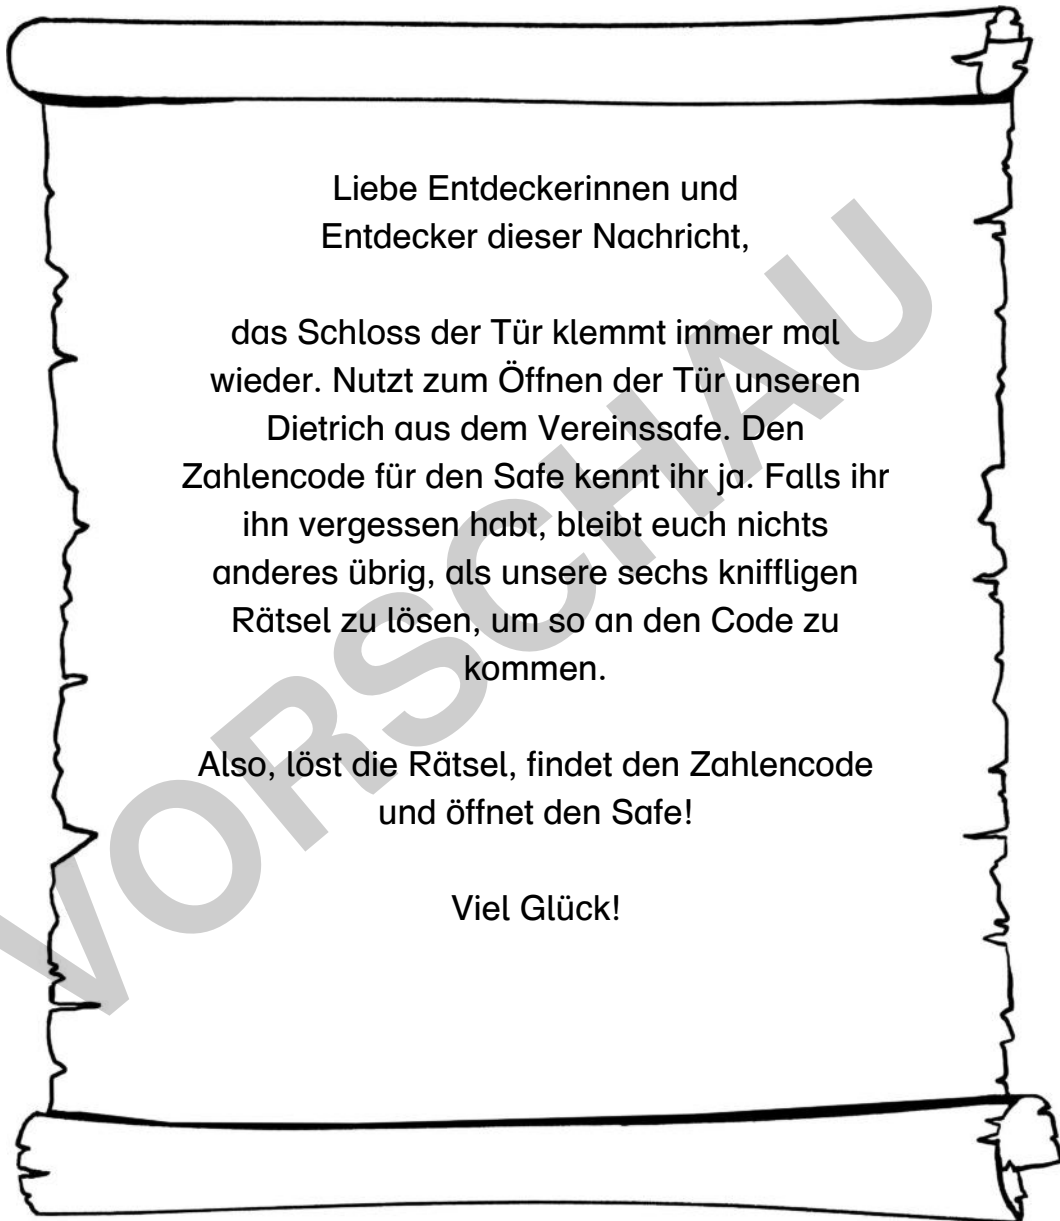 Liebe Entdeckerinnen und
Entdecker dieser Nachricht,
das Schloss der Tür klemmt immer mal
wieder. Nutzt zum Öffnen der Tür unseren
Dietrich aus dem Vereinssafe. Den
Zahlencode für den Safe kennt ihr ja. Falls ihr
ihn vergessen habt, bleibt euch nichts
anderes übrig, als unsere sechs kniffligen
Rätsel zu lösen, um so an den Code zu
kommen.
Also, löst die Rätsel, findet den Zahlencode
und öffnet den Safe!
Viel Glück!
VORSCHAU